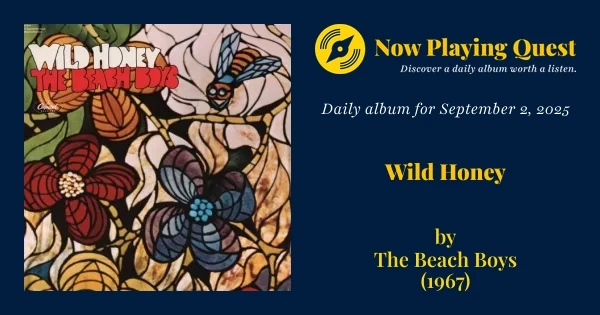 WILD HONEY
THE BEACH BOYS
Capitol
Now Playing Quest
Discover a daily album worth a listen.
Daily album for September 2, 2025
Wild Honey
by
The Beach Boys
(1967)